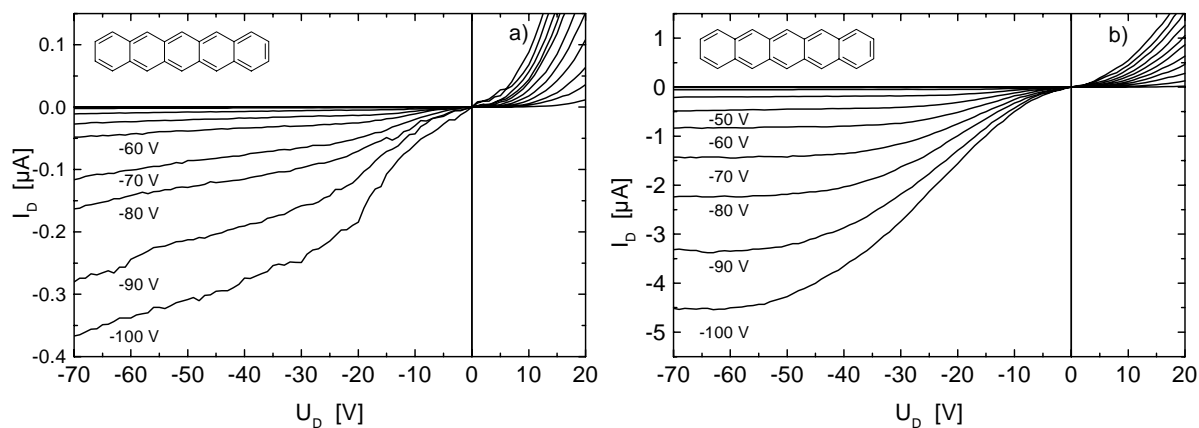 a)
0.1
0.0
-0.1
-0.2
-0.3
-0.4
I_D [µA]
-60 V
-70 V
-80 V
-90 V
-100 V
-70 -60 -50 -40 -30 -20 -10 0 10 20
U_D [V]
b)
1
0
-1
-2
-3
-4
-5
I_D [µA]
-50 V
-60 V
-70 V
-80 V
-90 V
-100 V
-70 -60 -50 -40 -30 -20 -10 0 10 20
U_D [V]